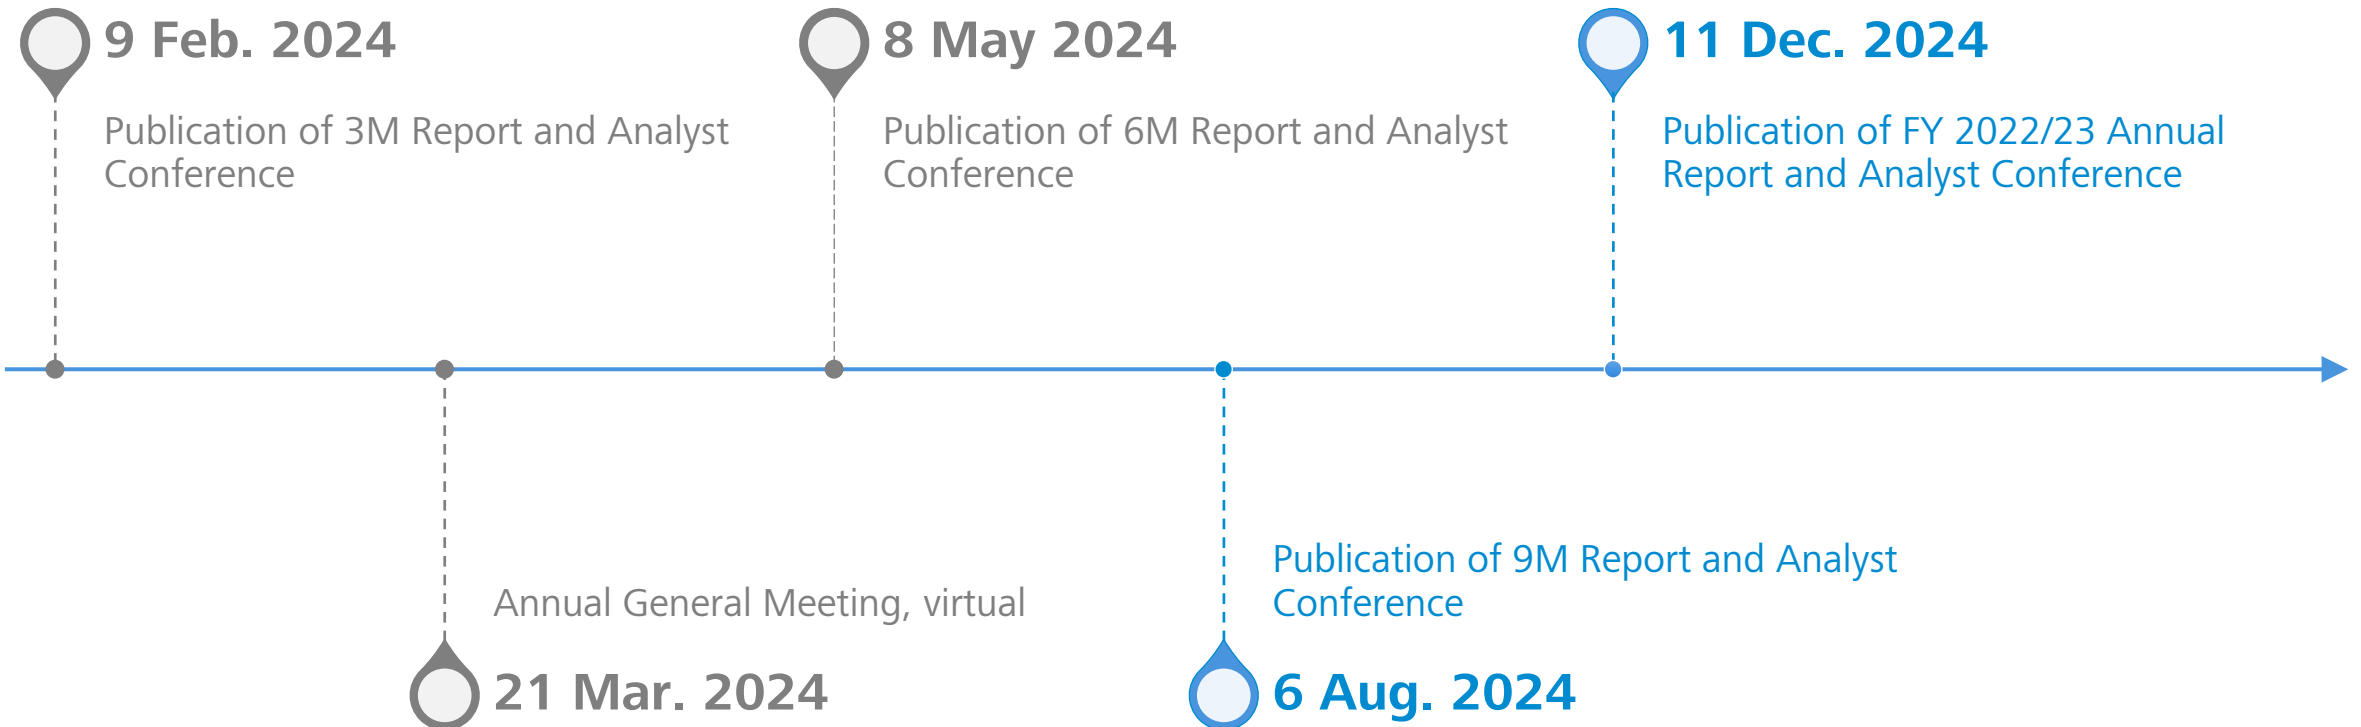 9 Feb. 2024
Publication of 3M Report and Analyst
Conference
8 May 2024
Publication of 6M Report and Analyst
Conference
11 Dec. 2024
Publication of FY 2022/23 Annual
Report and Analyst Conference
Annual General Meeting, virtual
21 Mar. 2024
Publication of 9M Report and Analyst
Conference
6 Aug. 2024